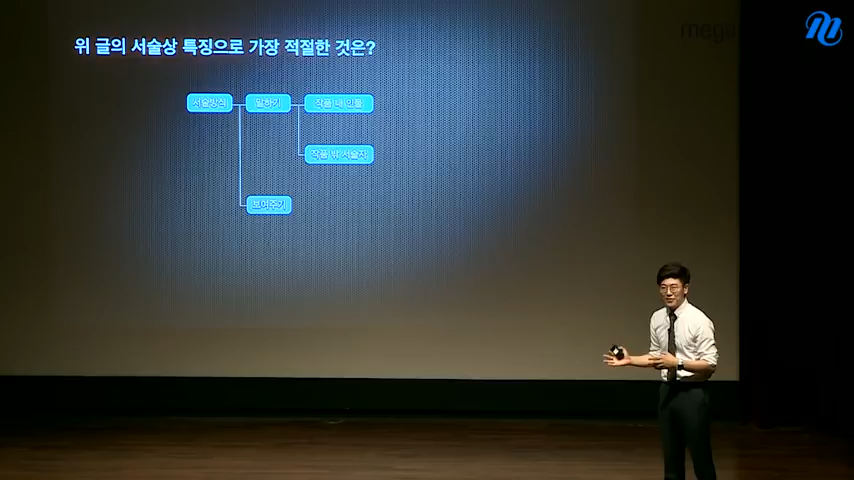 mega
위 글의 서술상 특징으로 가장 적절한 것은?
서술방식 말하기 작품 내 인물
작품 밖 서술자
보여주기